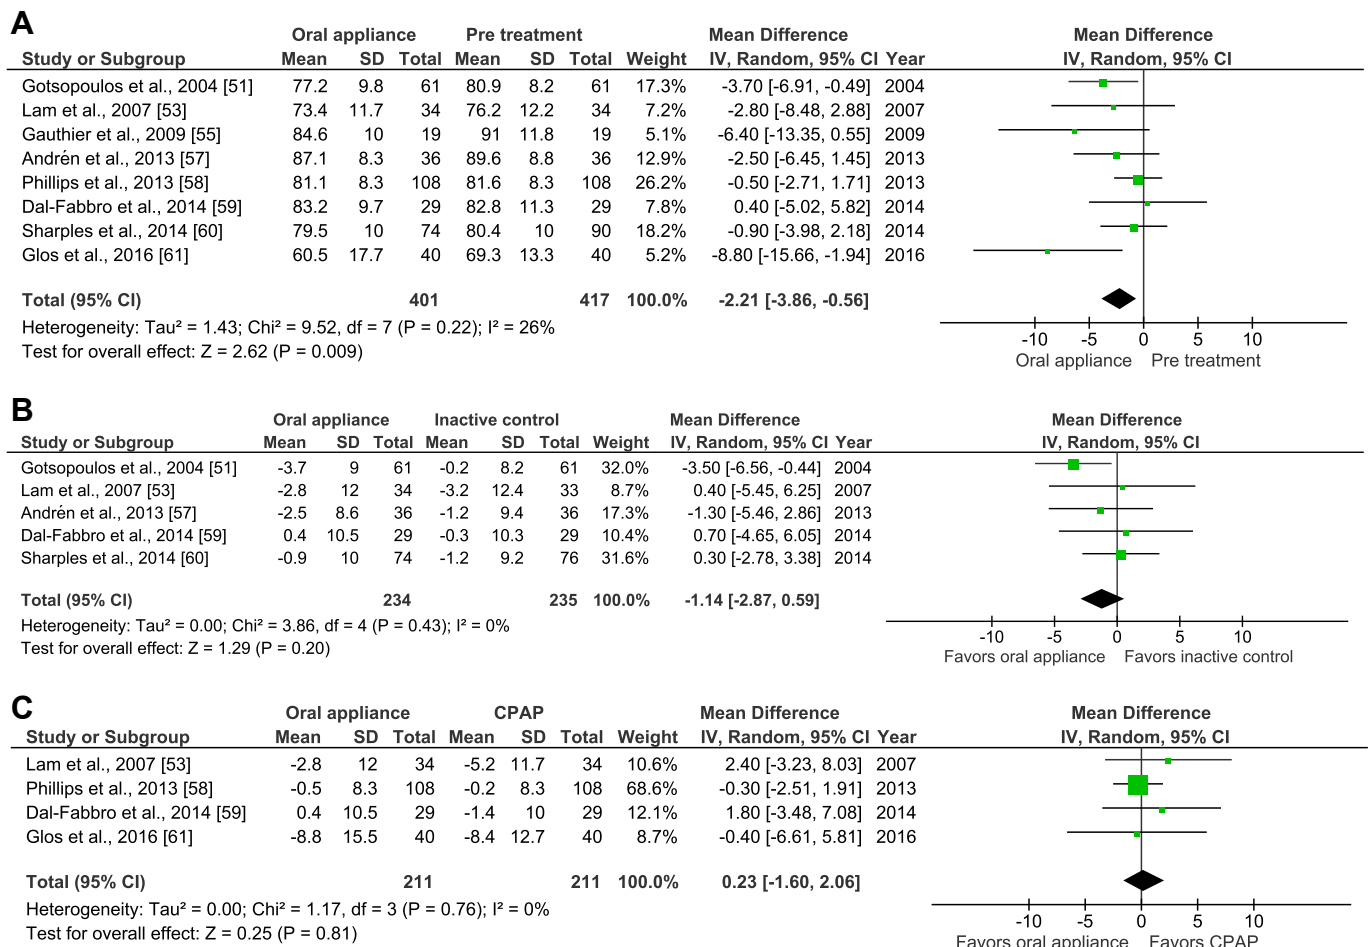 A
Oral appliance Pre treatment Mean Difference Mean Difference
Study or Subgroup Mean SD Total Mean SD Total Weight IV, Random, 95% CI Year IV, Random, 95% CI
Gotsopoulos et al., 2004 [51] 77.2 9.8 61 80.9 8.2 61 17.3% -3.70 [-6.91, -0.49] 2004
Lam et al., 2007 [53] 73.4 11.7 34 76.2 12.2 34 7.2% -2.80 [-8.48, 2.88] 2007
Gauthier et al., 2009 [55] 84.6 10 19 91 11.8 19 5.1% -6.40 [-13.35, 0.55] 2009
Andrén et al., 2013 [57] 87.1 8.3 36 89.6 8.8 36 12.9% -2.50 [-6.45, 1.45] 2013
Phillips et al., 2013 [58] 81.1 8.3 108 81.6 8.3 108 26.2% -0.50 [-2.71, 1.71] 2013
Dal-Fabbro et al., 2014 [59] 83.2 9.7 29 82.8 11.3 29 7.8% 0.40 [-5.02, 5.82] 2014
Sharples et al., 2014 [60] 79.5 10 74 80.4 10 90 18.2% -0.90 [-3.98, 2.18] 2014
Glos et al., 2016 [61] 60.5 17.7 40 69.3 13.3 40 5.2% -8.80 [-15.66, -1.94] 2016
Total (95% CI) 401 417 100.0% -2.21 [-3.86, -0.56]
Heterogeneity: Tau² = 1.43; Chi² = 9.52, df = 7 (P = 0.22); I² = 26%
Test for overall effect: Z = 2.62 (P = 0.009)
-10 -5 0 5 10
Oral appliance Pre treatment
B
Oral appliance Inactive control Mean Difference Mean Difference
Study or Subgroup Mean SD Total Mean SD Total Weight IV, Random, 95% CI Year IV, Random, 95% CI
Gotsopoulos et al., 2004 [51] -3.7 9 61 -0.2 8.2 61 32.0% -3.50 [-6.56, -0.44] 2004
Lam et al., 2007 [53] -2.8 12 34 -3.2 12.4 33 8.7% 0.40 [-5.45, 6.25] 2007
Andrén et al., 2013 [57] -2.5 8.6 36 -1.2 9.4 36 17.3% -1.30 [-5.46, 2.86] 2013
Dal-Fabbro et al., 2014 [59] 0.4 10.5 29 -0.3 10.3 29 10.4% 0.70 [-4.65, 6.05] 2014
Sharples et al., 2014 [60] -0.9 10 74 -1.2 9.2 76 31.6% 0.30 [-2.78, 3.38] 2014
Total (95% CI) 234 235 100.0% -1.14 [-2.87, 0.59]
Heterogeneity: Tau² = 0.00; Chi² = 3.86, df = 4 (P = 0.43); I² = 0%
Test for overall effect: Z = 1.29 (P = 0.20)
-10 -5 0 5 10
Favors oral appliance Favors inactive control
C
Oral appliance CPAP Mean Difference Mean Difference
Study or Subgroup Mean SD Total Mean SD Total Weight IV, Random, 95% CI Year IV, Random, 95% CI
Lam et al., 2007 [53] -2.8 12 34 -5.2 11.7 34 10.6% 2.40 [-3.23, 8.03] 2007
Phillips et al., 2013 [58] -0.5 8.3 108 -0.2 8.3 108 68.6% -0.30 [-2.51, 1.91] 2013
Dal-Fabbro et al., 2014 [59] 0.4 10.5 29 -1.4 10 29 12.1% 1.80 [-3.48, 7.08] 2014
Glos et al., 2016 [61] -8.8 15.5 40 -8.4 12.7 40 8.7% -0.40 [-6.61, 5.81] 2016
Total (95% CI) 211 211 100.0% 0.23 [-1.60, 2.06]
Heterogeneity: Tau² = 0.00; Chi² = 1.17, df = 3 (P = 0.76); I² = 0%
Test for overall effect: Z = 0.25 (P = 0.81)
-10 -5 0 5 10
Favors oral appliance Favors CPAP